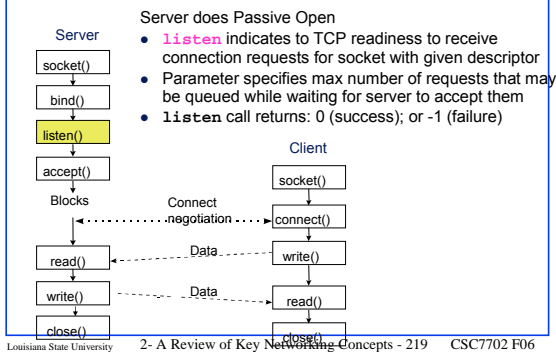 Server does Passive Open
Server
• listen indicates to TCP readiness to receive
connection requests for socket with given descriptor
• Parameter specifies max number of requests that may
be queued while waiting for server to accept them
• listen call returns: 0 (success); or -1 (failure)
socket()
bind()
listen()
accept()
Blocks
read()
write()
close()
Client
socket()
Connect
negotiation
connect()
Data
write()
Data
read()
close()
Louisiana State University 2- A Review of Key Networking Concepts - 219 CSC7702 F06